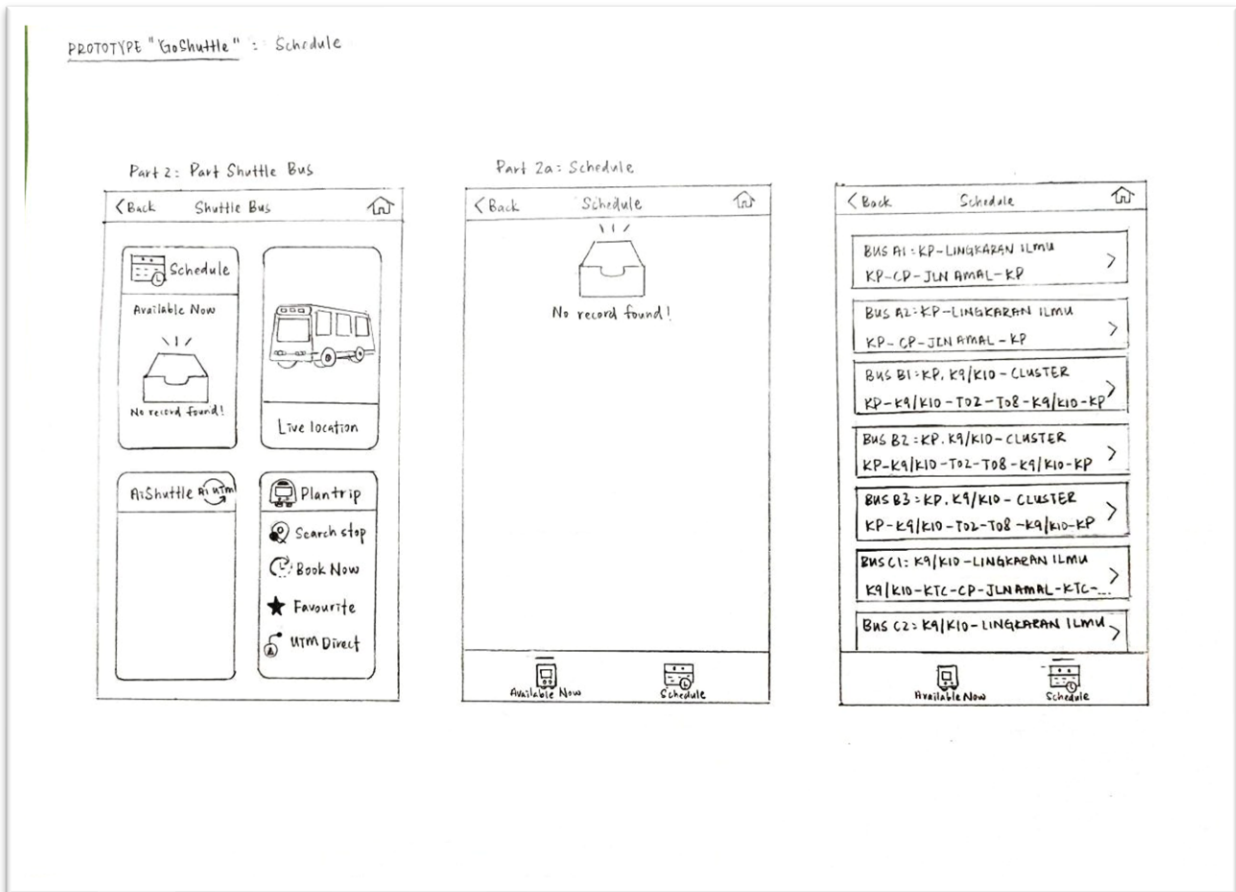 PROTOTYPE "GoShuttle" : Schedule
Part 2: Part Shuttle Bus
< Back Shuttle Bus
Schedule
Available Now
No record found!
Live location
AiShuttle Ai UTM
Plantrip
Search stop
Book Now
Favourite
UTM Direct
Part 2a: Schedule
< Back Schedule
No record found!
Available Now Schedule
< Back Schedule
BUS A1: KP-LINGKARAN ILMU
KP-CP-JLN AMAL-KP
BUS A2: KP-LINGKARAN ILMU
KP-CP-JLN AMAL-KP
BUS B1: KP. K9/K10-CLUSTER
KP-K9/K10-T02-T08-K9/K10-KP
BUS B2: KP. K9/K10-CLUSTER
KP-K9/K10-T02-T08-K9/K10-KP
BUS B3: KP. K9/K10-CLUSTER
KP-K9/K10-T02-T08-K9/K10-KP
BUS C1: K9/K10-LINGKARAN ILMU
K9/K10-KTC-CP-JLN AMAL-KTC-...
BUS C2: K9/K10-LINGKARAN ILMU
Available Now Schedule